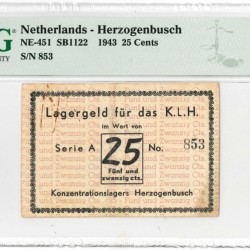 Netherlands - Herzogenbusch
NE-451 SB1122 1943 25 Cents
S/N 853
Lagergeld für das K.L.H.
im Wert von
Serie A 25 No. 853
Fünf und
zwanzig cts.
Konzentrationslagers Herzogenbusch